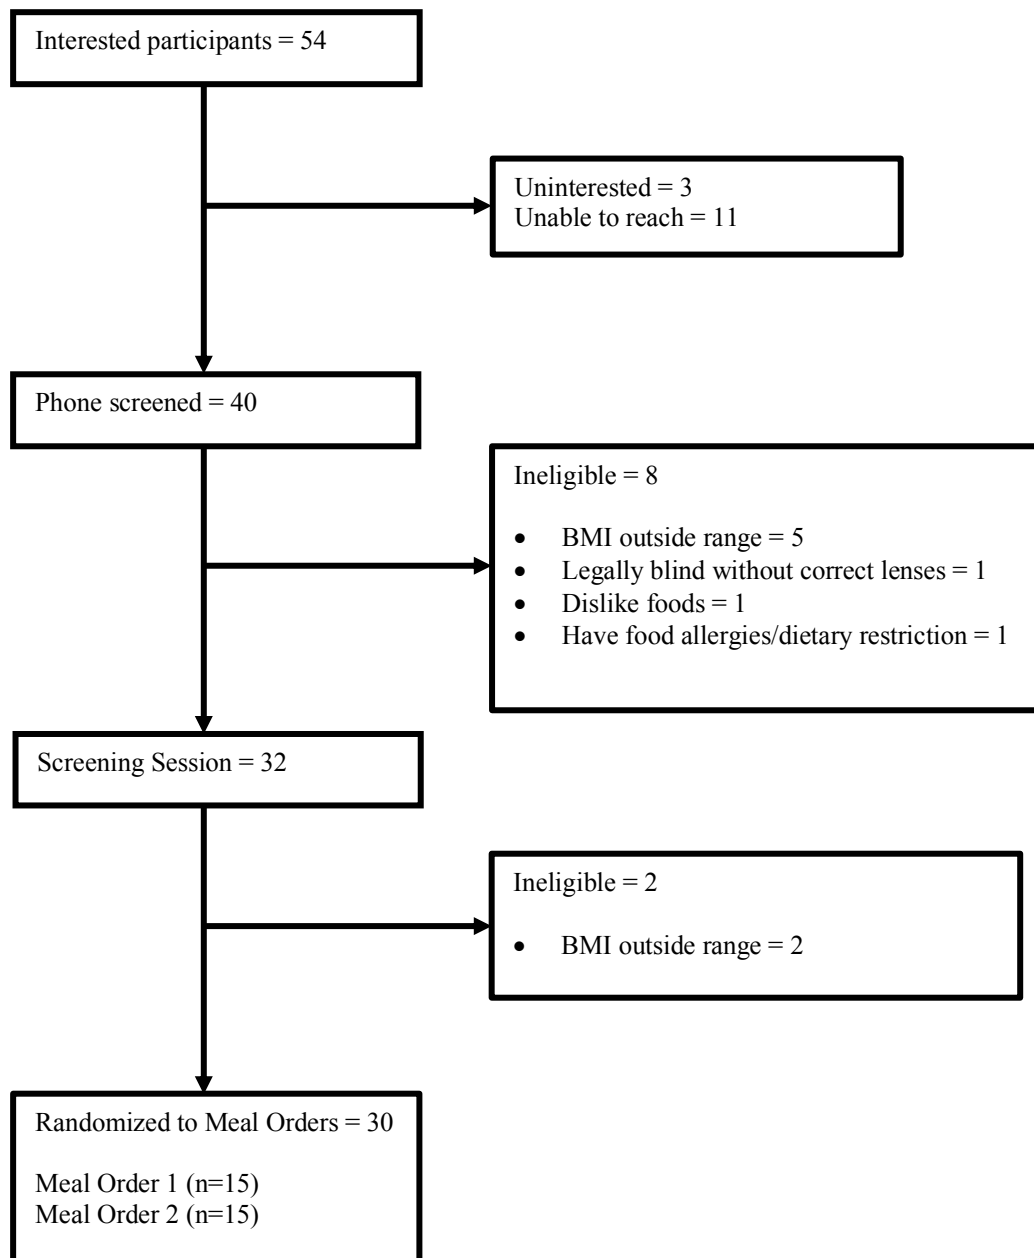 Interested participants = 54
Uninterested = 3
Unable to reach = 11
Phone screened = 40
Ineligible = 8
• BMI outside range = 5
• Legally blind without correct lenses = 1
• Dislike foods = 1
• Have food allergies/dietary restriction = 1
Screening Session = 32
Ineligible = 2
• BMI outside range = 2
Randomized to Meal Orders = 30
Meal Order 1 (n=15)
Meal Order 2 (n=15)